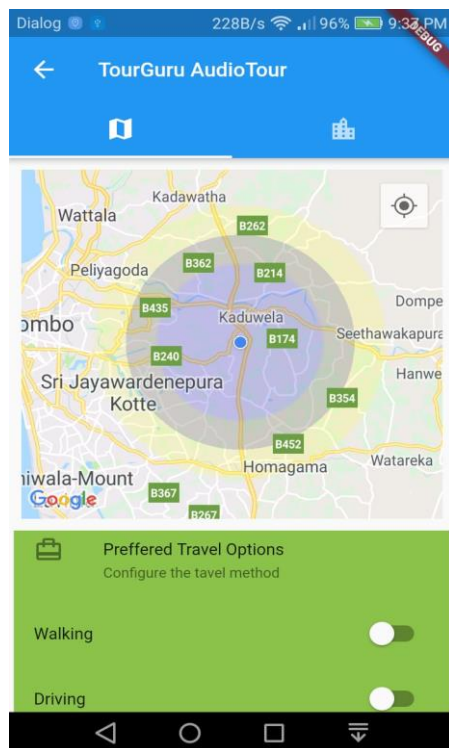 Dialog 228B/s 96% 9:37 PM
DEBUG
TourGuru AudioTour
Kadawatha
Wattala
B262
Peliyagoda
B362
B214
Dompe
B435
ombo
Kaduwela
B174
Seethawakapura
B240
Sri Jayawardenepura
Kotte
Hanwe
B354
B452
Homagama
Watareka
niwala-Mount
Google
B367
B267
Preffered Travel Options
Configure the tavel method
Walking
Driving